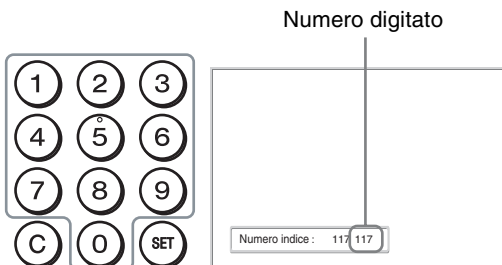 Numero digitato
1 2 3
4 5 6
7 8 9
C 0 SET
Numero indice : 117 117